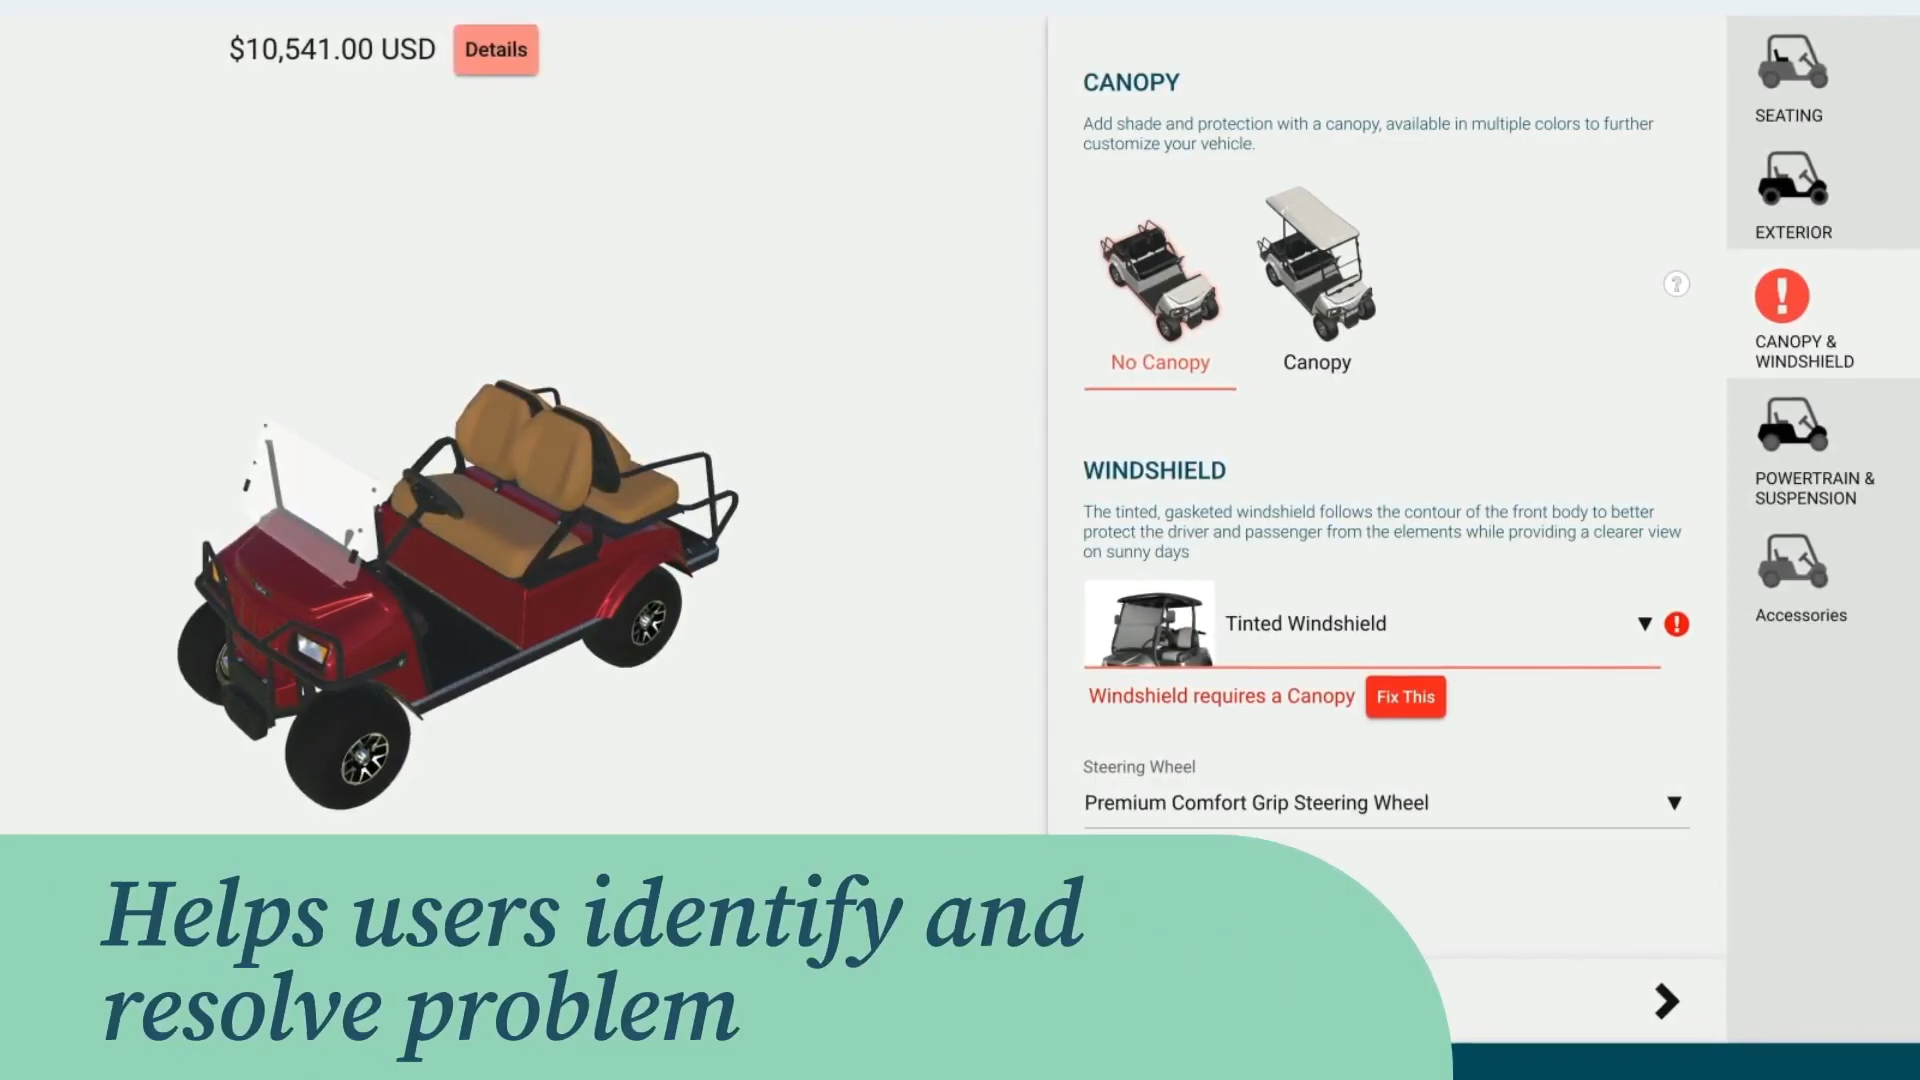 $10,541.00 USD
Details
CANOPY
Add shade and protection with a canopy, available in multiple colors to further
customize your vehicle.
No Canopy
Canopy
?
WINDSHIELD
The tinted, gasketed windshield follows the contour of the front body to better
protect the driver and passenger from the elements while providing a clearer view
on sunny days
Tinted Windshield
Windshield requires a Canopy
Fix This
Steering Wheel
Premium Comfort Grip Steering Wheel
SEATING
EXTERIOR
CANOPY &
WINDSHIELD
POWERTRAIN &
SUSPENSION
Accessories
Helps users identify and
resolve problem